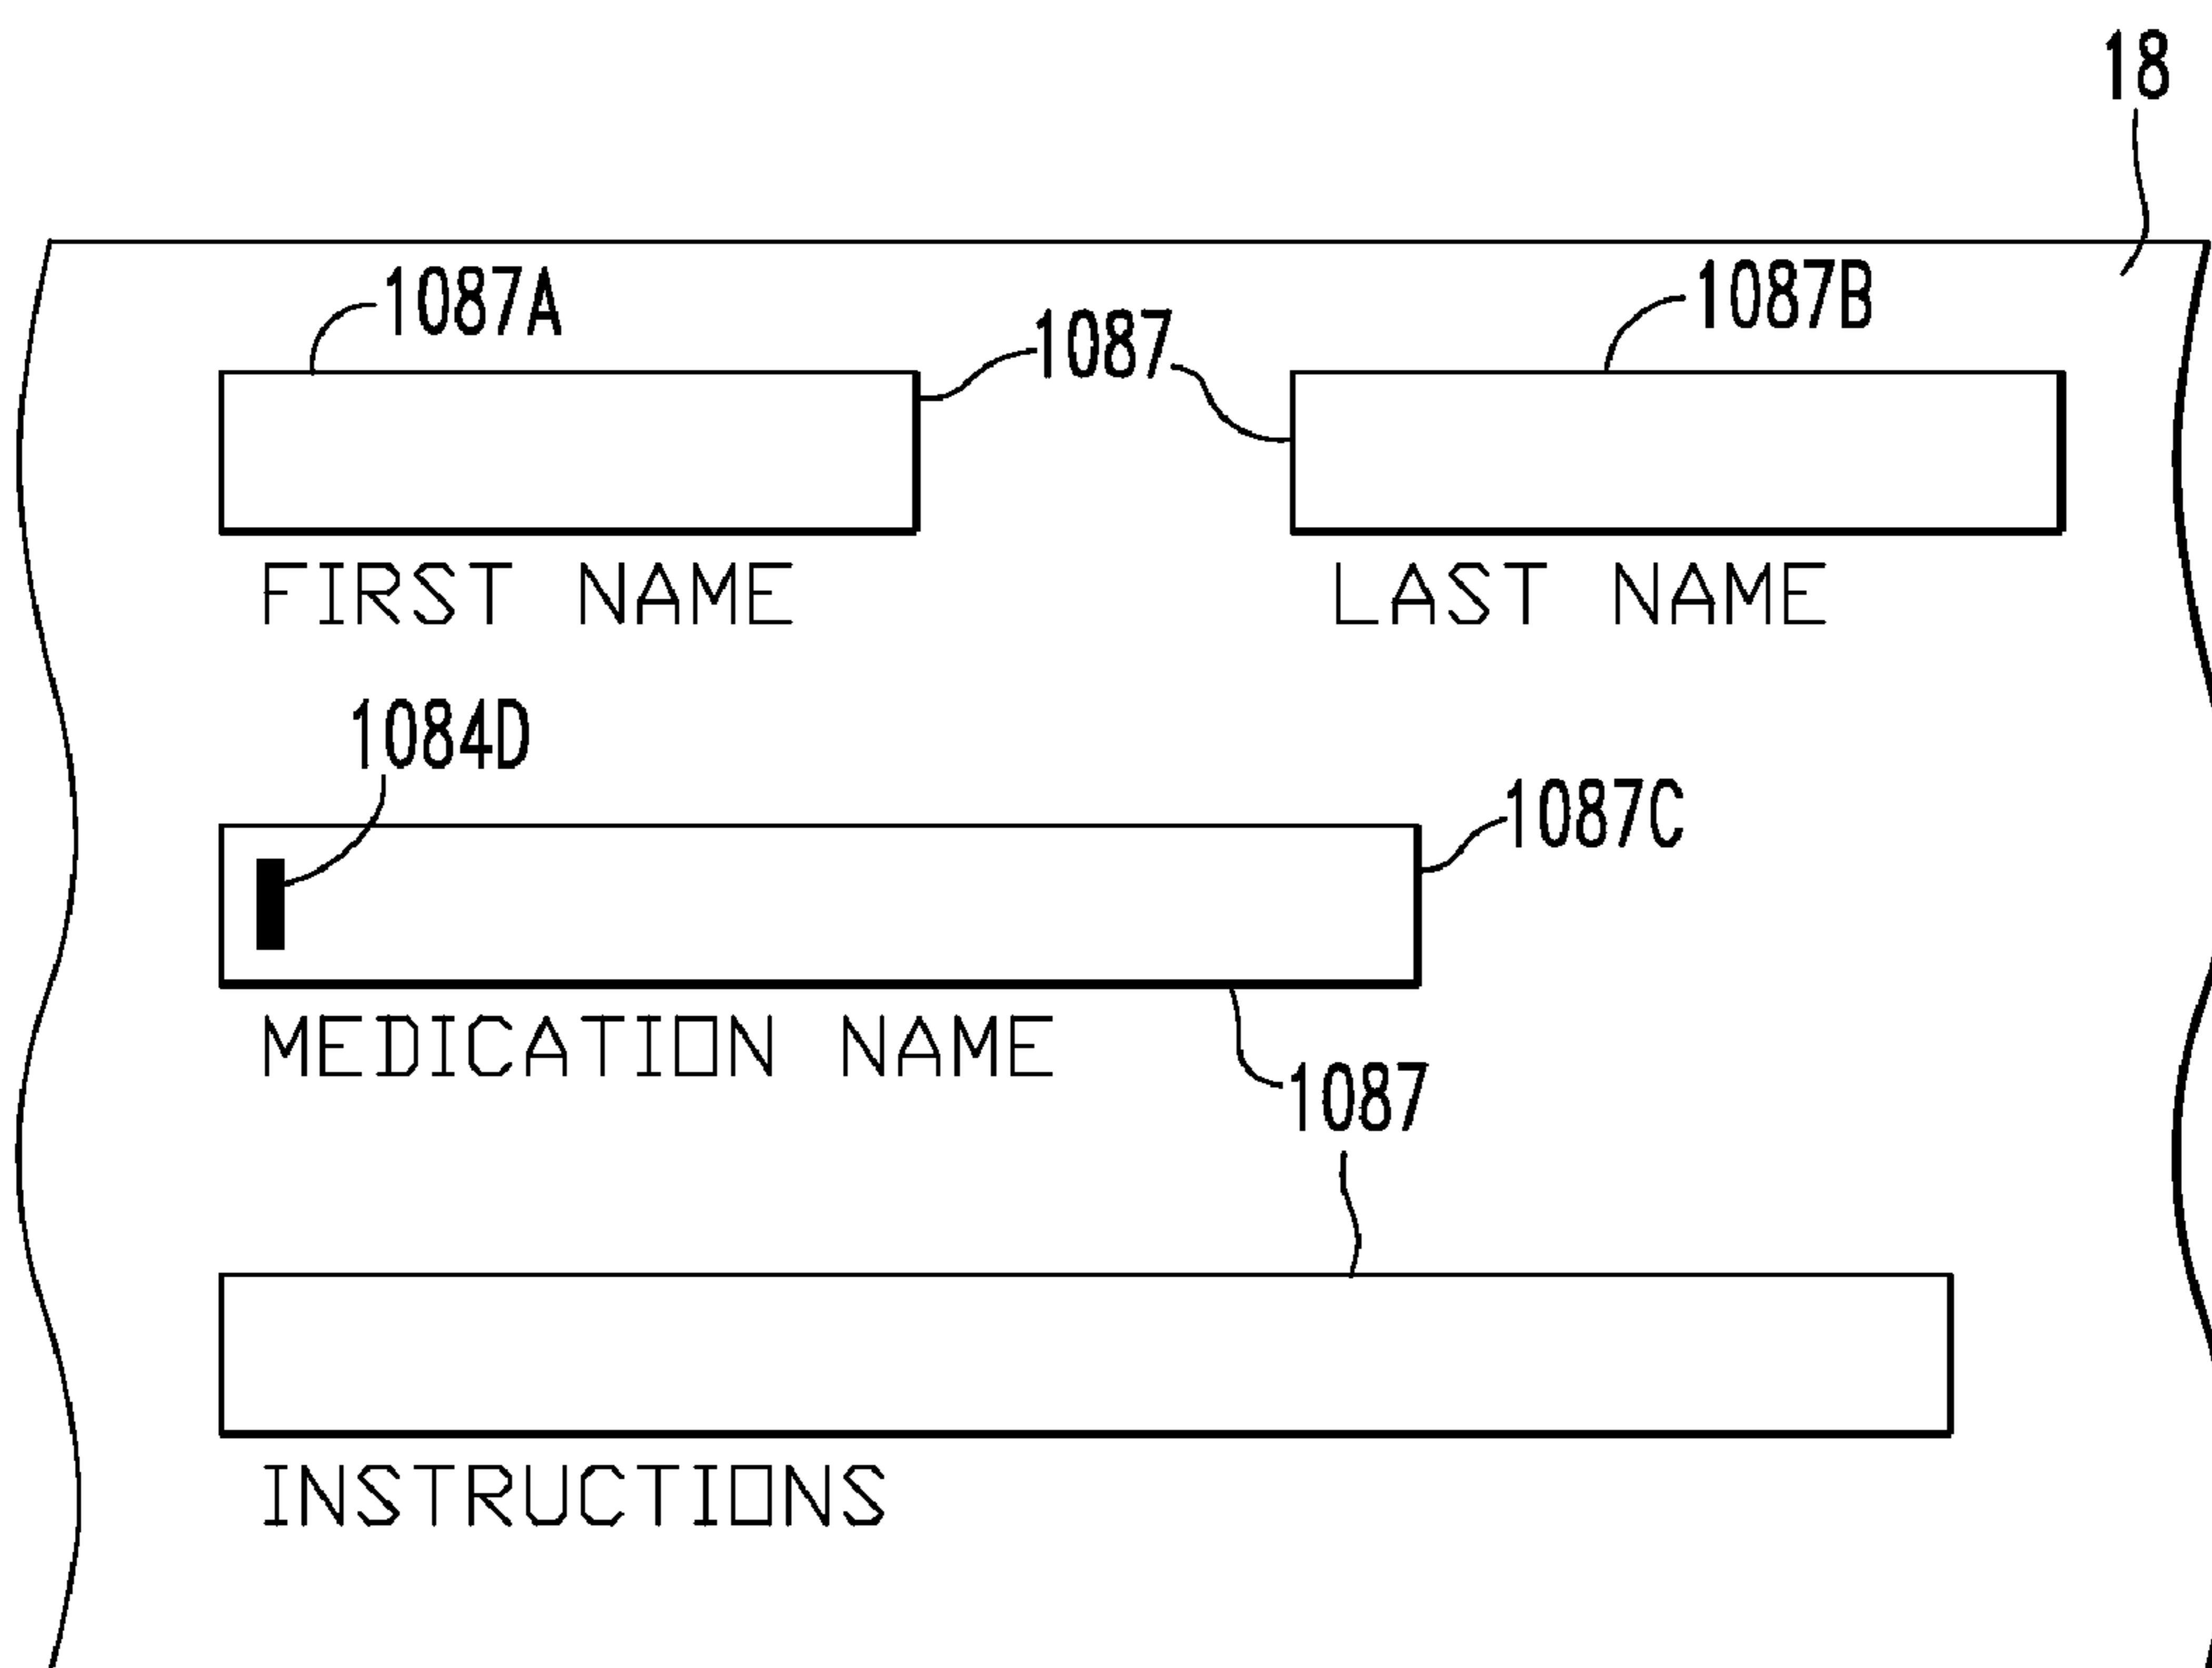 18
1087A
1087
1087B
FIRST NAME
LAST NAME
1084D
1087C
MEDICATION NAME
1087
INSTRUCTIONS